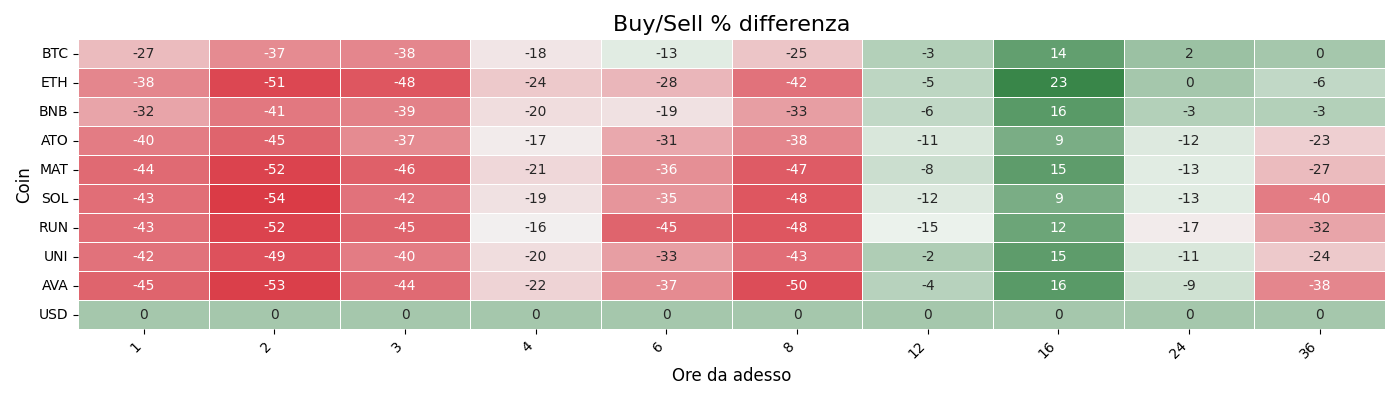 Buy/Sell % differenza
Coin
BTC -27 -37 -38 -18 -13 -25 -3 14 2 0
ETH -38 -51 -48 -24 -28 -42 -5 23 0 -6
BNB -32 -41 -39 -20 -19 -33 -6 16 -3 -3
ATO -40 -45 -37 -17 -31 -38 -11 9 -12 -23
MAT -44 -52 -46 -21 -36 -47 -8 15 -13 -27
SOL -43 -54 -42 -19 -35 -48 -12 9 -13 -40
RUN -43 -52 -45 -16 -45 -48 -15 12 -17 -32
UNI -42 -49 -40 -20 -33 -43 -2 15 -11 -24
AVA -45 -53 -44 -22 -37 -50 -4 16 -9 -38
USD 0 0 0 0 0 0 0 0 0 0
1 2 3 4 6 8 12 16 24 36
Ore da adesso